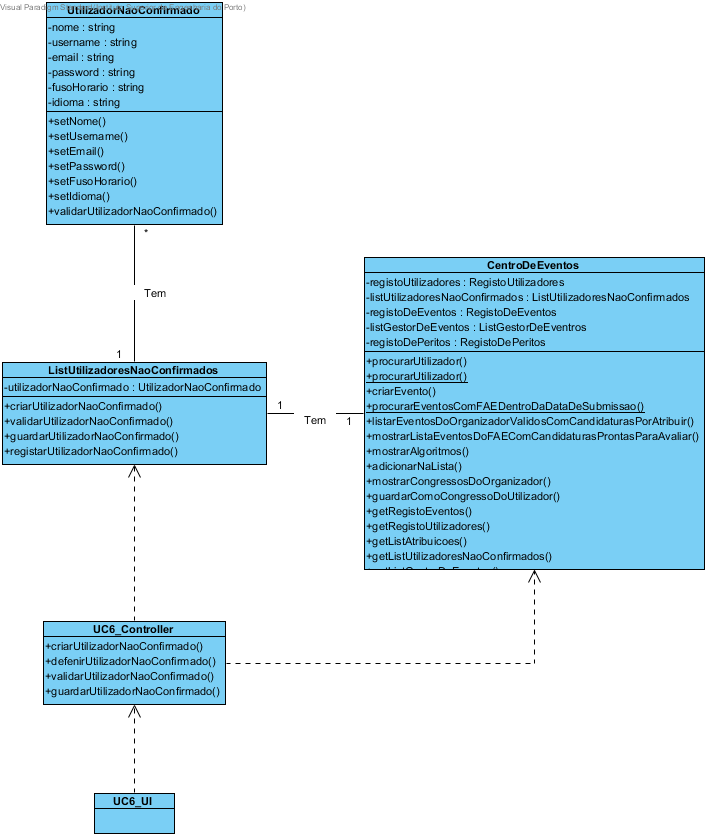 Visual Paradigm
do Porto)
UtilizadorNaoConfirmado
-nome : string
-username : string
-email : string
-password : string
-fusoHorario : string
-idioma : string
+setNome()
+setUsername()
+setEmail()
+setPassword()
+setFusoHorario()
+setIdioma()
+validarUtilizadorNaoConfirmado()
*
Tem
1
ListUtilizadoresNaoConfirmados
-utilizadorNaoConfirmado : UtilizadorNaoConfirmado
+criarUtilizadorNaoConfirmado()
+validarUtilizadorNaoConfirmado()
+guardarUtilizadorNaoConfirmado()
+registarUtilizadorNaoConfirmado()
1
Tem
1
CentroDeEventos
-registoUtilizadores : RegistoUtilizadores
-listUtilizadoresNaoConfirmados : ListUtilizadoresNaoConfirmados
-registoDeEventos : RegistoDeEventos
-listGestorDeEventos : ListGestorDeEventros
-registoDePeritos : RegistoDePeritos
+procurarUtilizador()
+procurarUtilizador()
+criarEvento()
+procurarEventosComFAEDentroDaDataDeSubmissao()
+listarEventosDoOrganizadorValidosComCandidaturasPorAtribuir()
+mostrarListaEventosDoFAEComCandidaturasProntasParaAvaliar()
+mostrarAlgoritmos()
+adicionarNaLista()
+mostrarCongressosDoOrganizador()
+guardarComoCongressoDoUtilizador()
+getRegistoEventos()
+getRegistoUtilizadores()
+getListAtribuicoes()
+getListUtilizadoresNaoConfirmados()
UC6_Controller
+criarUtilizadorNaoConfirmado()
+defenirUtilizadorNaoConfirmado()
+validarUtilizadorNaoConfirmado()
+guardarUtilizadorNaoConfirmado()
UC6_UI